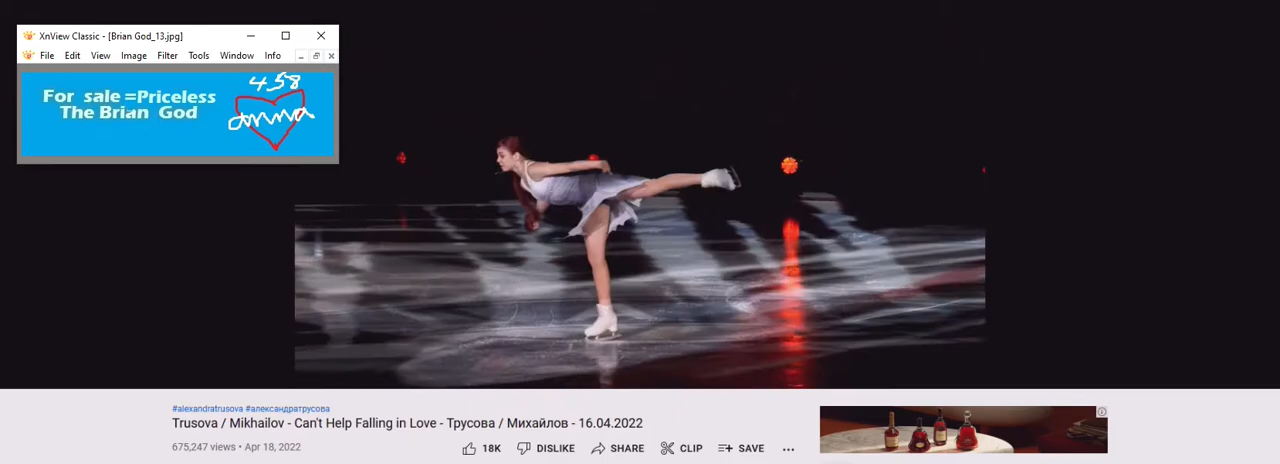 XnView Classic - [Brian God_13.jpg]
File Edit View Image Filter Tools Window Info
458
For sale =Priceless
The Brian God
anna
#alexandratrusova #александратрусова
Trusova / Mikhailov - Can't Help Falling in Love - Трусова / Михайлов - 16.04.2022
675,247 views • Apr 18, 2022
18K DISLIKE SHARE CLIP SAVE